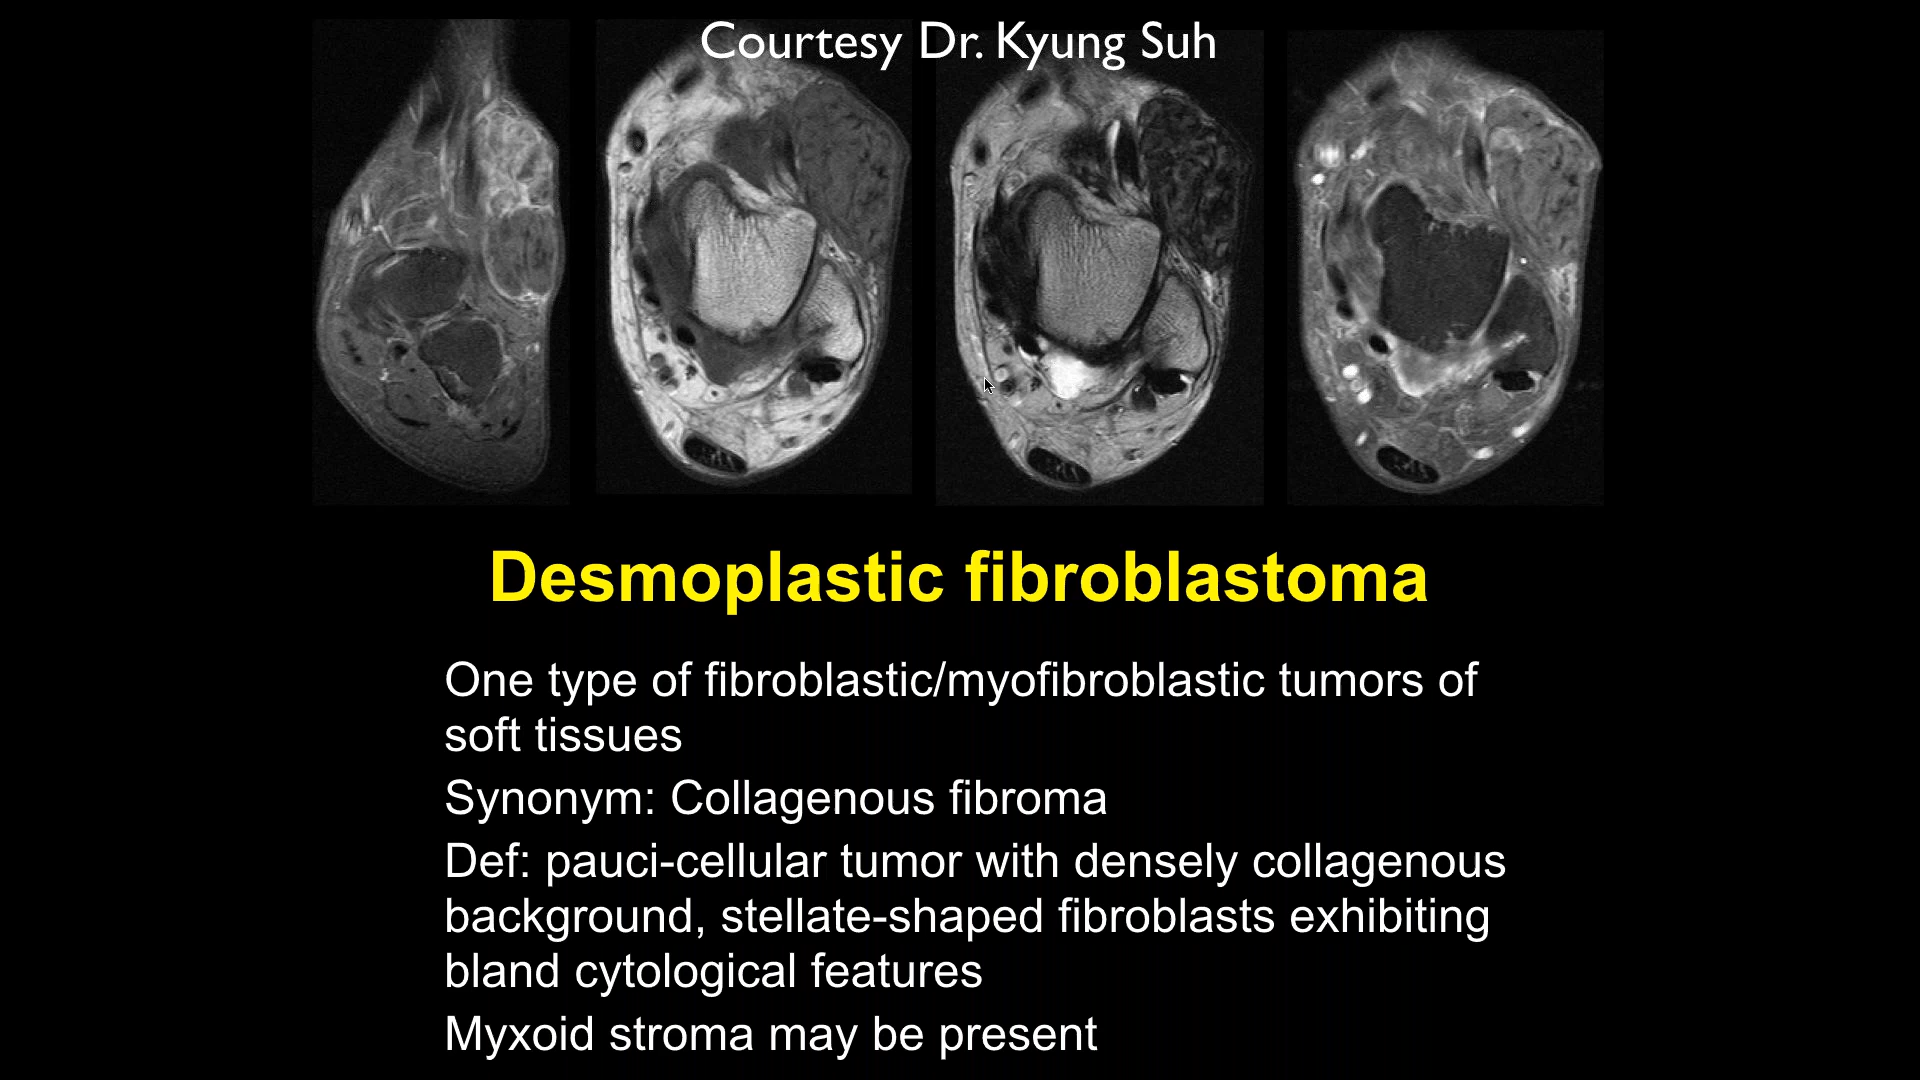 Courtesy Dr. Kyung Suh
Desmoplastic fibroblastoma
One type of fibroblastic/myofibroblastic tumors of
soft tissues
Synonym: Collagenous fibroma
Def: pauci-cellular tumor with densely collagenous
background, stellate-shaped fibroblasts exhibiting
bland cytological features
Myxoid stroma may be present